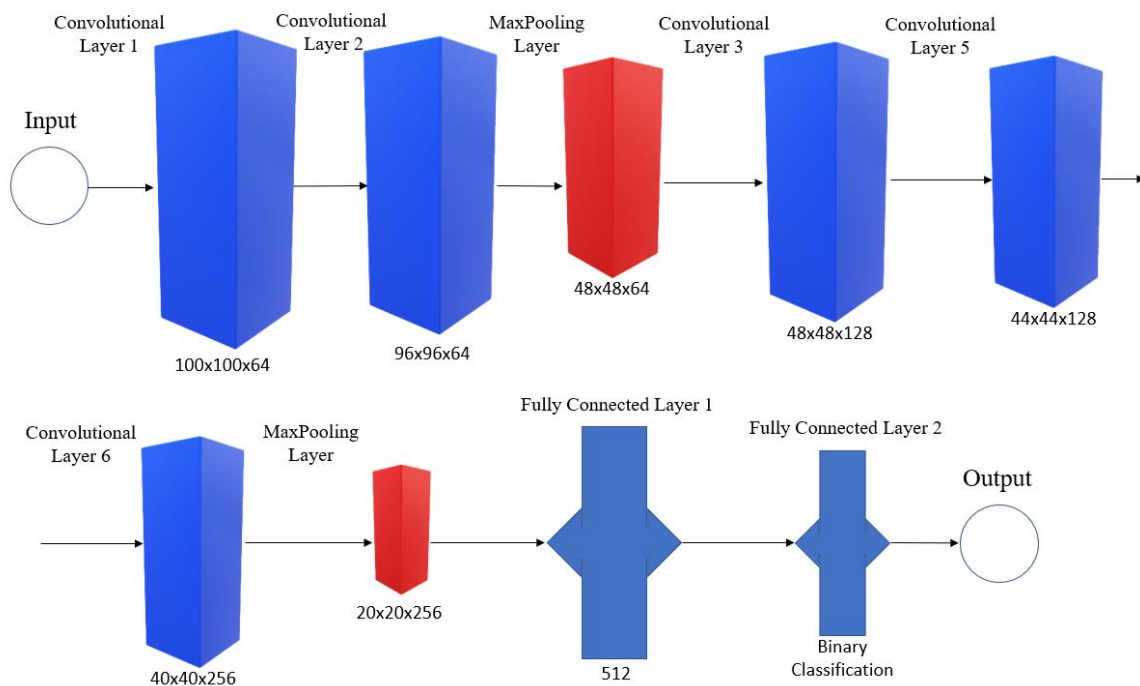 Convolutional
Layer 1
Convolutional
Layer 2
MaxPooling
Layer
Convolutional
Layer 3
Convolutional
Layer 5
Input
100x100x64
96x96x64
48x48x64
48x48x128
44x44x128
Convolutional
Layer 6
MaxPooling
Layer
Fully Connected Layer 1
Fully Connected Layer 2
Output
40x40x256
20x20x256
512
Binary
Classification